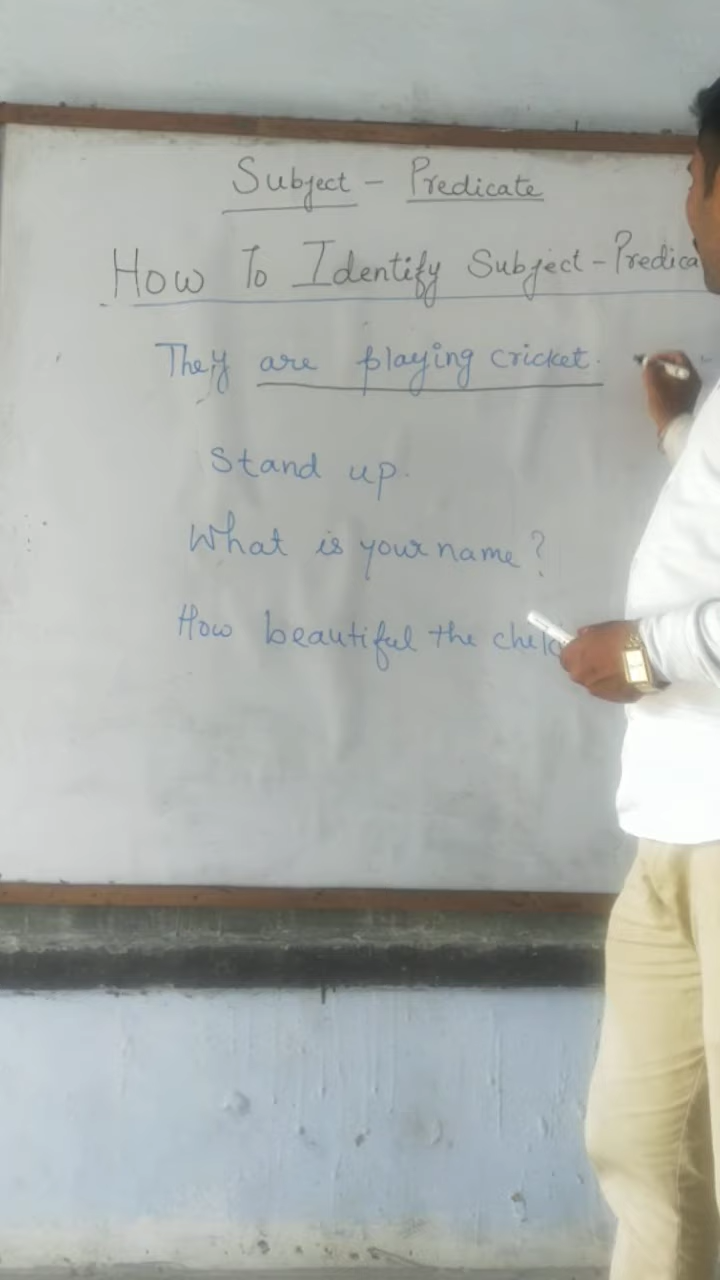 Subject - Predicate
How To Identify Subject - Predica
They are playing cricket.
Stand up.
What is your name?
How beautiful the